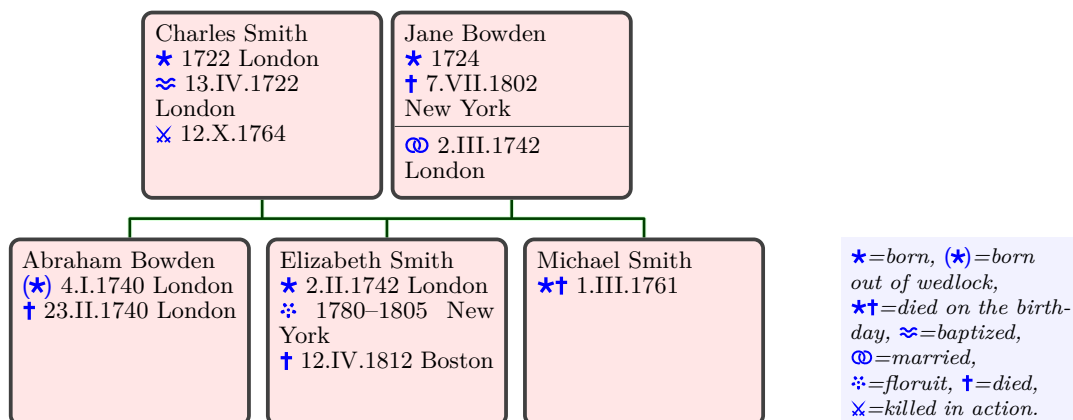 Charles Smith
* 1722 London
≈ 13.IV.1722
London
⚔ 12.X.1764
Jane Bowden
* 1724
† 7.VII.1802
New York
⚭ 2.III.1742
London
Abraham Bowden
(*) 4.I.1740 London
† 23.II.1740 London
Elizabeth Smith
* 2.II.1742 London
⁘ 1780–1805 New
York
† 12.IV.1812 Boston
Michael Smith
*† 1.III.1761
*=born, (*)=born
out of wedlock,
*†=died on the birth-
day, ≈=baptized,
⚭=married,
⁘=floruit, †=died,
⚔=killed in action.